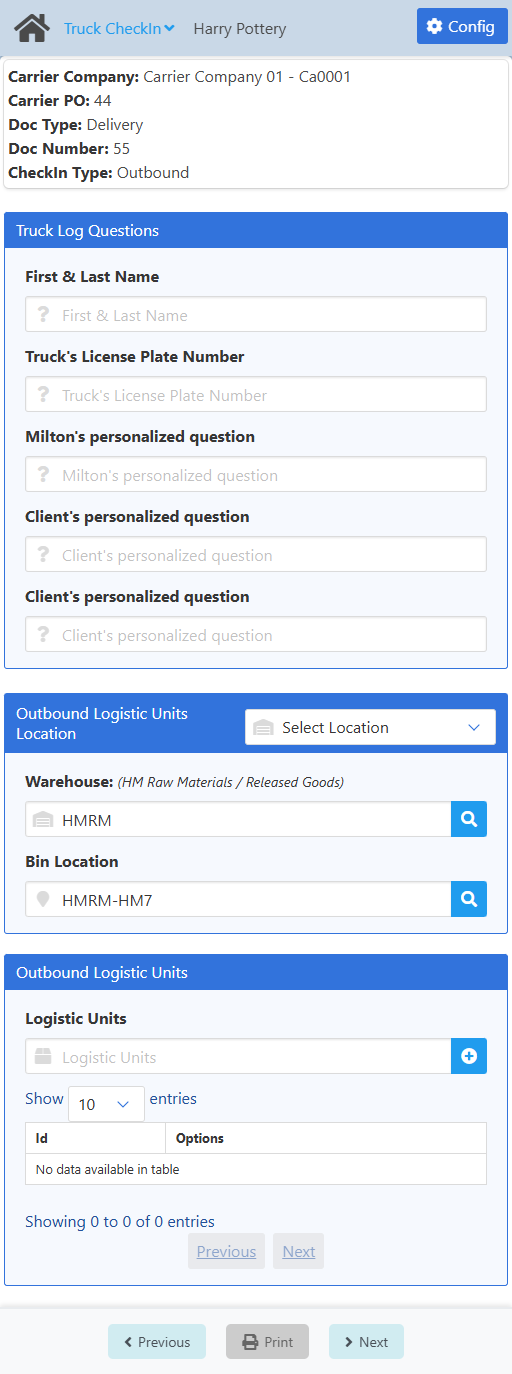 Truck CheckIn Harry Pottery Config
Carrier Company: Carrier Company 01 - Ca0001
Carrier PO: 44
Doc Type: Delivery
Doc Number: 55
CheckIn Type: Outbound
Truck Log Questions
First & Last Name
? First & Last Name
Truck's License Plate Number
? Truck's License Plate Number
Milton's personalized question
? Milton's personalized question
Client's personalized question
? Client's personalized question
Client's personalized question
? Client's personalized question
Outbound Logistic Units
Location
Select Location
Warehouse: (HM Raw Materials / Released Goods)
HMRM
Bin Location
HMRM-HM7
Outbound Logistic Units
Logistic Units
Logistic Units
Show 10 entries
Id Options
No data available in table
Showing 0 to 0 of 0 entries
Previous Next
Previous Print Next